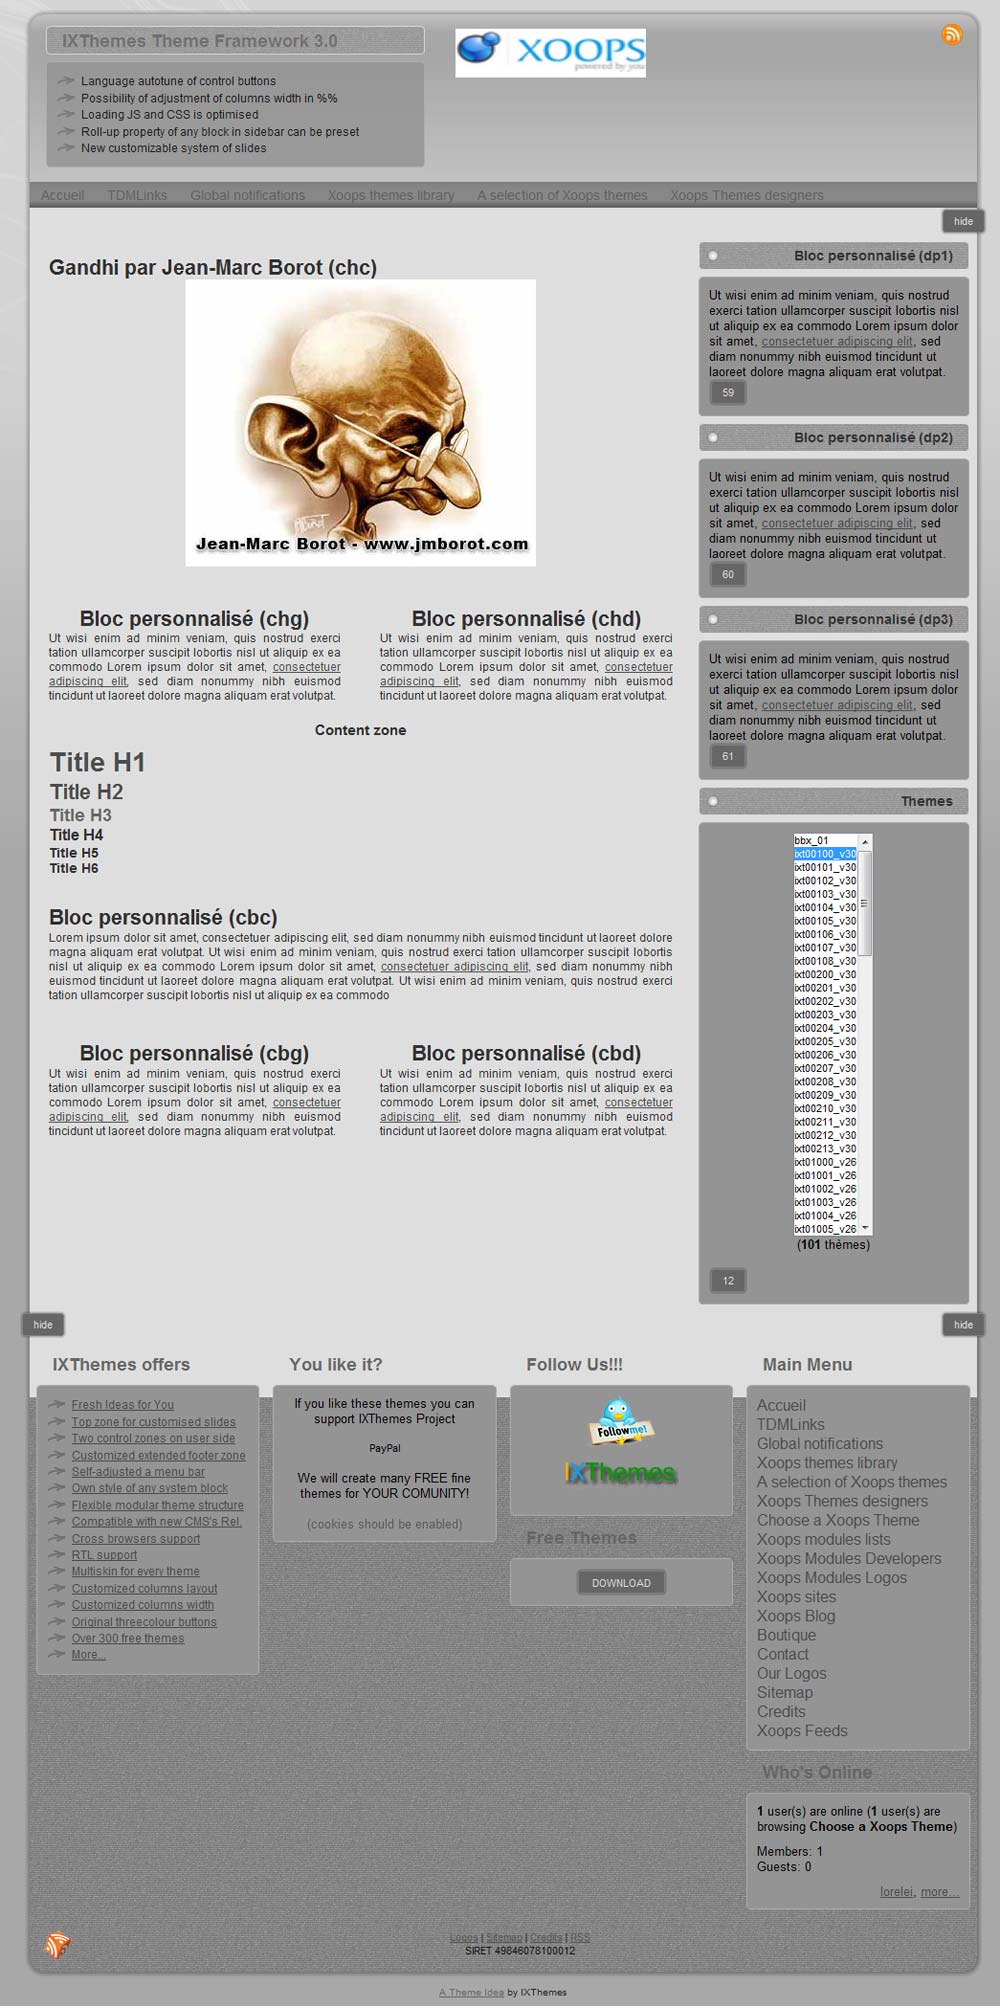 IXThemes Theme Framework 3.0
XOOPS
powered by you
Language autotune of control buttons
Possibility of adjustment of columns width in %%
Loading JS and CSS is optimised
Roll-up property of any block in sidebar can be preset
New customizable system of slides
Accueil TDMLinks Global notifications Xoops themes library A selection of Xoops themes Xoops Themes designers
hide
Gandhi par Jean-Marc Borot (chc)
Jean-Marc Borot - www.jmborot.com
Bloc personnalisé (chg)
Ut wisi enim ad minim veniam, quis nostrud exerci
tation ullamcorper suscipit lobortis nisl ut aliquip ex ea
commodo Lorem ipsum dolor sit amet, consectetuer
adipiscing elit, sed diam nonummy nibh euismod
tincidunt ut laoreet dolore magna aliquam erat volutpat.
Bloc personnalisé (chd)
Ut wisi enim ad minim veniam, quis nostrud exerci
tation ullamcorper suscipit lobortis nisl ut aliquip ex ea
commodo Lorem ipsum dolor sit amet, consectetuer
adipiscing elit, sed diam nonummy nibh euismod
tincidunt ut laoreet dolore magna aliquam erat volutpat.
Content zone
Title H1
Title H2
Title H3
Title H4
Title H5
Title H6
Bloc personnalisé (cbc)
Lorem ipsum dolor sit amet, consectetuer adipiscing elit, sed diam nonummy nibh euismod tincidunt ut laoreet dolore
magna aliquam erat volutpat. Ut wisi enim ad minim veniam, quis nostrud exerci tation ullamcorper suscipit lobortis
nisl ut aliquip ex ea commodo Lorem ipsum dolor sit amet, consectetuer adipiscing elit, sed diam nonummy nibh
euismod tincidunt ut laoreet dolore magna aliquam erat volutpat. Ut wisi enim ad minim veniam, quis nostrud exerci
tation ullamcorper suscipit lobortis nisl ut aliquip ex ea commodo
Bloc personnalisé (cbg)
Ut wisi enim ad minim veniam, quis nostrud exerci
tation ullamcorper suscipit lobortis nisl ut aliquip ex ea
commodo Lorem ipsum dolor sit amet, consectetuer
adipiscing elit, sed diam nonummy nibh euismod
tincidunt ut laoreet dolore magna aliquam erat volutpat.
Bloc personnalisé (cbd)
Ut wisi enim ad minim veniam, quis nostrud exerci
tation ullamcorper suscipit lobortis nisl ut aliquip ex ea
commodo Lorem ipsum dolor sit amet, consectetuer
adipiscing elit, sed diam nonummy nibh euismod
tincidunt ut laoreet dolore magna aliquam erat volutpat.
Bloc personnalisé (dp1)
Ut wisi enim ad minim veniam, quis nostrud
exerci tation ullamcorper suscipit lobortis nisl
ut aliquip ex ea commodo Lorem ipsum dolor
sit amet, consectetuer adipiscing elit, sed
diam nonummy nibh euismod tincidunt ut
laoreet dolore magna aliquam erat volutpat.
59
Bloc personnalisé (dp2)
Ut wisi enim ad minim veniam, quis nostrud
exerci tation ullamcorper suscipit lobortis nisl
ut aliquip ex ea commodo Lorem ipsum dolor
sit amet, consectetuer adipiscing elit, sed
diam nonummy nibh euismod tincidunt ut
laoreet dolore magna aliquam erat volutpat.
60
Bloc personnalisé (dp3)
Ut wisi enim ad minim veniam, quis nostrud
exerci tation ullamcorper suscipit lobortis nisl
ut aliquip ex ea commodo Lorem ipsum dolor
sit amet, consectetuer adipiscing elit, sed
diam nonummy nibh euismod tincidunt ut
laoreet dolore magna aliquam erat volutpat.
61
Themes
bbx_01
ixt00100_v30
ixt00101_v30
ixt00102_v30
ixt00103_v30
ixt00104_v30
ixt00105_v30
ixt00106_v30
ixt00107_v30
ixt00108_v30
ixt00200_v30
ixt00201_v30
ixt00202_v30
ixt00203_v30
ixt00204_v30
ixt00205_v30
ixt00206_v30
ixt00207_v30
ixt00208_v30
ixt00209_v30
ixt00210_v30
ixt00211_v30
ixt00212_v30
ixt00213_v30
ixt01000_v26
ixt01001_v26
ixt01002_v26
ixt01003_v26
ixt01004_v26
ixt01005_v26
(101 thèmes)
12
hide
hide
IXThemes offers
Fresh Ideas for You
Top zone for customised slides
Two control zones on user side
Customized extended footer zone
Self-adjusted a menu bar
Own style of any system block
Flexible modular theme structure
Compatible with new CMS's Rel.
Cross browsers support
RTL support
Multiskin for every theme
Customized columns layout
Customized columns width
Original threecolour buttons
Over 300 free themes
More...
You like it?
If you like these themes you can
support IXThemes Project
PayPal
We will create many FREE fine
themes for YOUR COMUNITY!
(cookies should be enabled)
Follow Us!!!
Followme!
IXThemes
Free Themes
DOWNLOAD
Main Menu
Accueil
TDMLinks
Global notifications
Xoops themes library
A selection of Xoops themes
Xoops Themes designers
Choose a Xoops Theme
Xoops modules lists
Xoops Modules Developers
Xoops Modules Logos
Xoops sites
Xoops Blog
Boutique
Contact
Our Logos
Sitemap
Credits
Xoops Feeds
Who's Online
1 user(s) are online (1 user(s) are
browsing Choose a Xoops Theme)
Members: 1
Guests: 0
lorelei, more...
Logos | Sitemap | Credits | RSS
SIRET 49846078100012
A Theme Idea by IXThemes